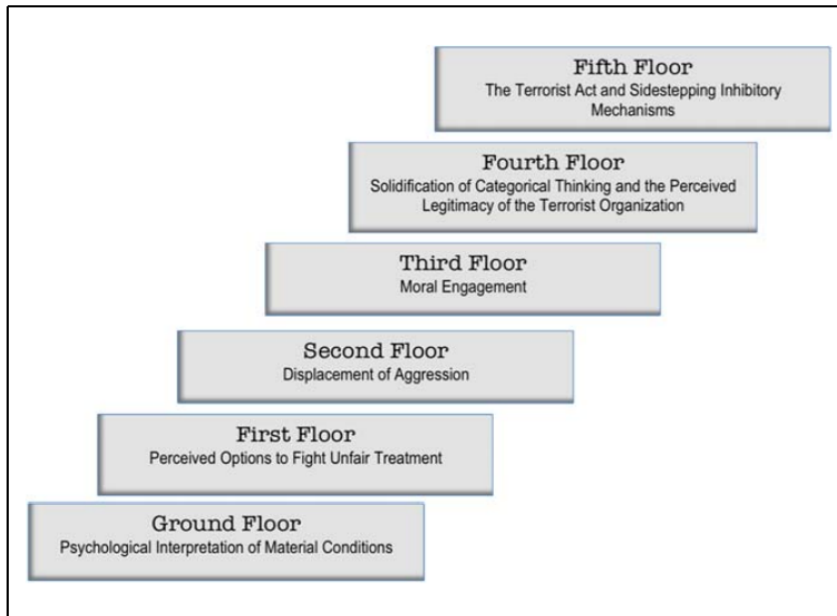 Fifth Floor
The Terrorist Act and Sidestepping Inhibitory
Mechanisms
Fourth Floor
Solidification of Categorical Thinking and the Perceived
Legitimacy of the Terrorist Organization
Third Floor
Moral Engagement
Second Floor
Displacement of Aggression
First Floor
Perceived Options to Fight Unfair Treatment
Ground Floor
Psychological Interpretation of Material Conditions